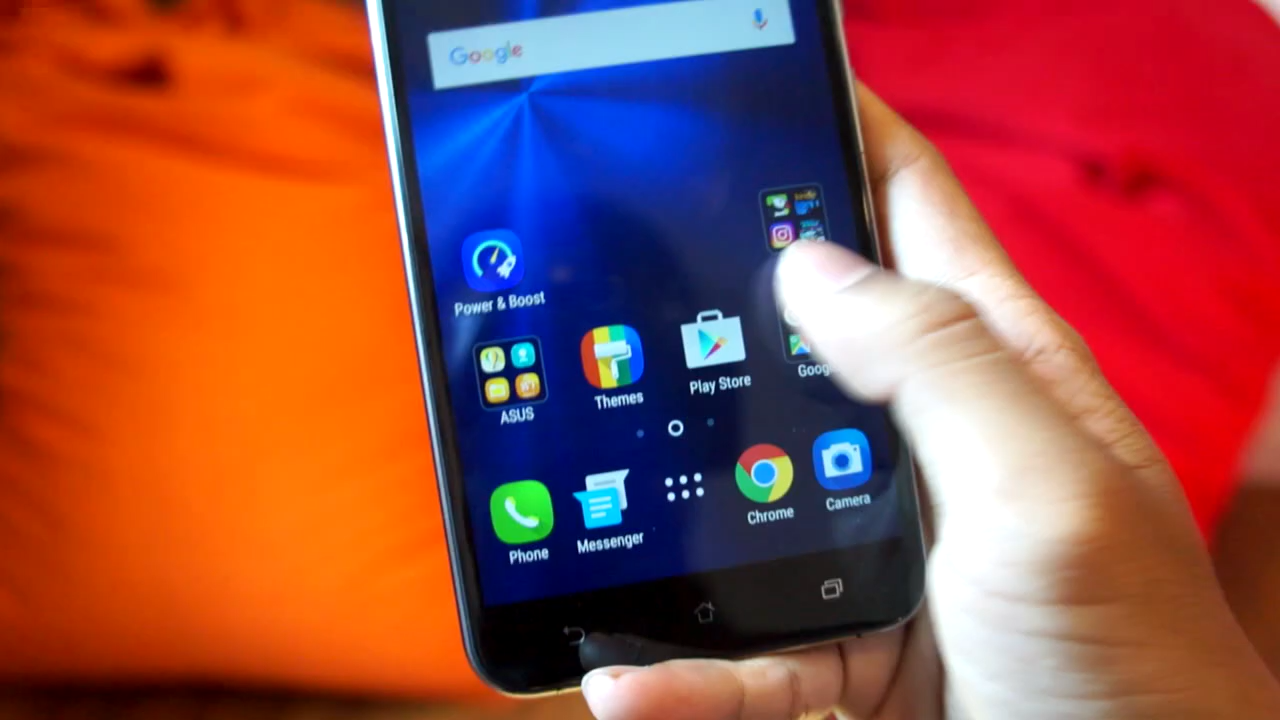 Google
Power & Boost
ASUS
Themes
Play Store
Phone
Messenger
Chrome
Camera